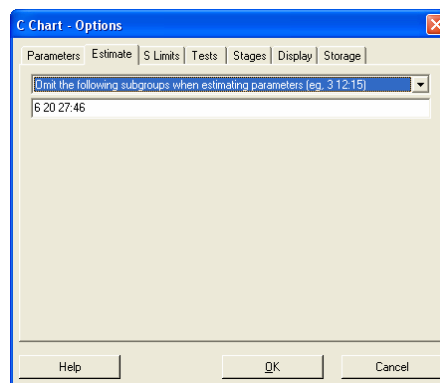 C Chart - Options
Parameters Estimate S Limits Tests Stages Display Storage
Omit the following subgroups when estimating parameters (eg, 3 12:15)
6 20 27:46
Help OK Cancel